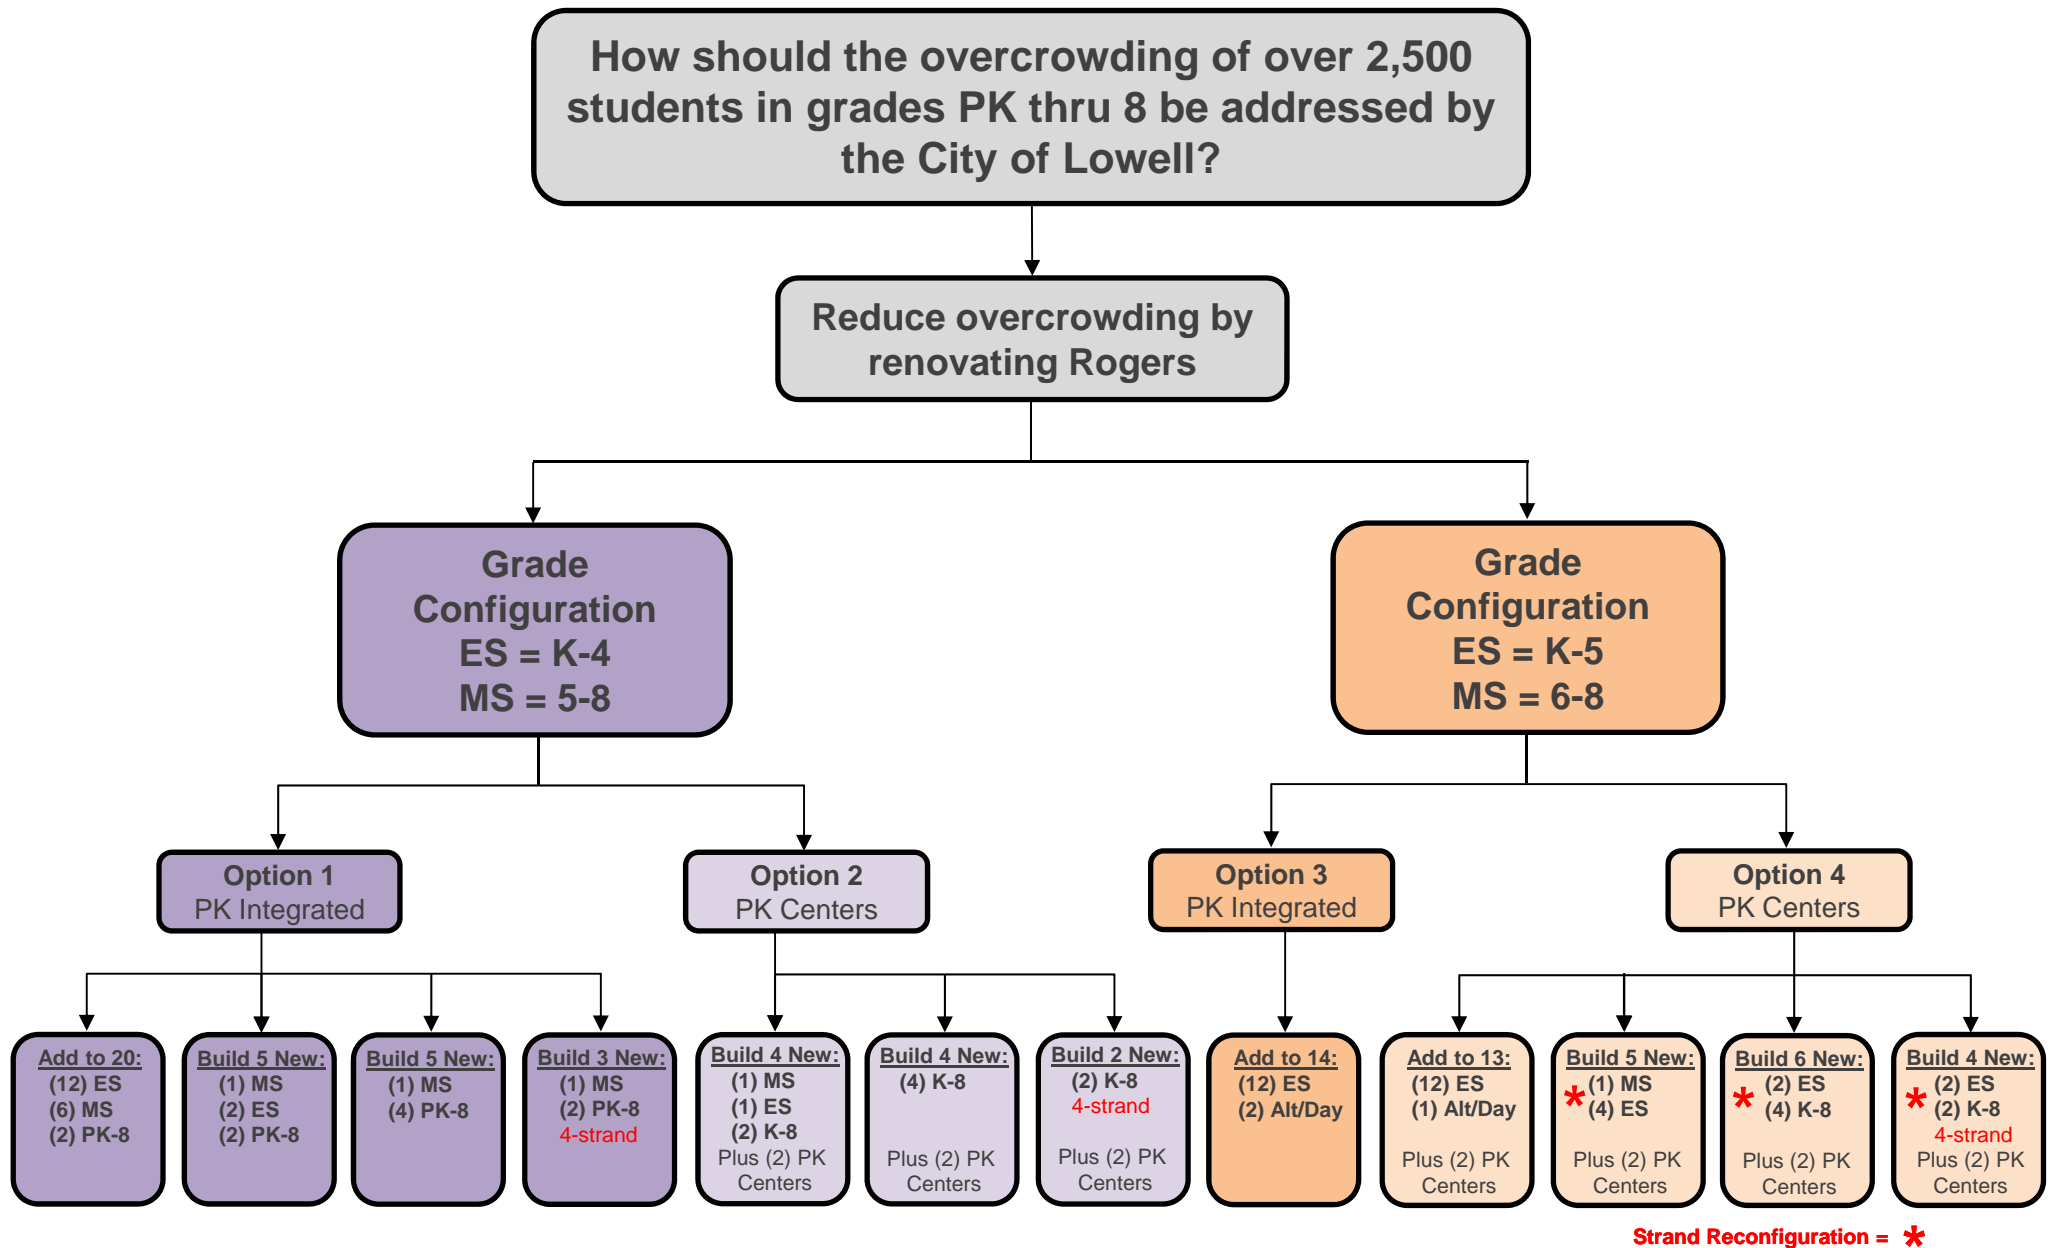 How should the overcrowding of over 2,500
students in grades PK thru 8 be addressed by
the City of Lowell?
Reduce overcrowding by
renovating Rogers
Grade
Configuration
ES = K-4
MS = 5-8
Grade
Configuration
ES = K-5
MS = 6-8
Option 1
PK Integrated
Option 2
PK Centers
Option 3
PK Integrated
Option 4
PK Centers
Add to 20:
(12) ES
(6) MS
(2) PK-8
Build 5 New:
(1) MS
(2) ES
(2) PK-8
Build 5 New:
(1) MS
(4) PK-8
Build 3 New:
(1) MS
(2) PK-8
4-strand
Build 4 New:
(1) MS
(1) ES
(2) K-8
Plus (2) PK
Centers
Build 4 New:
(4) K-8
Plus (2) PK
Centers
Build 2 New:
(2) K-8
4-strand
Plus (2) PK
Centers
Add to 14:
(12) ES
(2) Alt/Day
Add to 13:
(12) ES
(1) Alt/Day
Plus (2) PK
Centers
Build 5 New:
(1) MS
* (4) ES
Plus (2) PK
Centers
Build 6 New:
(2) ES
* (4) K-8
Plus (2) PK
Centers
Build 4 New:
(2) ES
* (2) K-8
4-strand
Plus (2) PK
Centers
Strand Reconfiguration = *